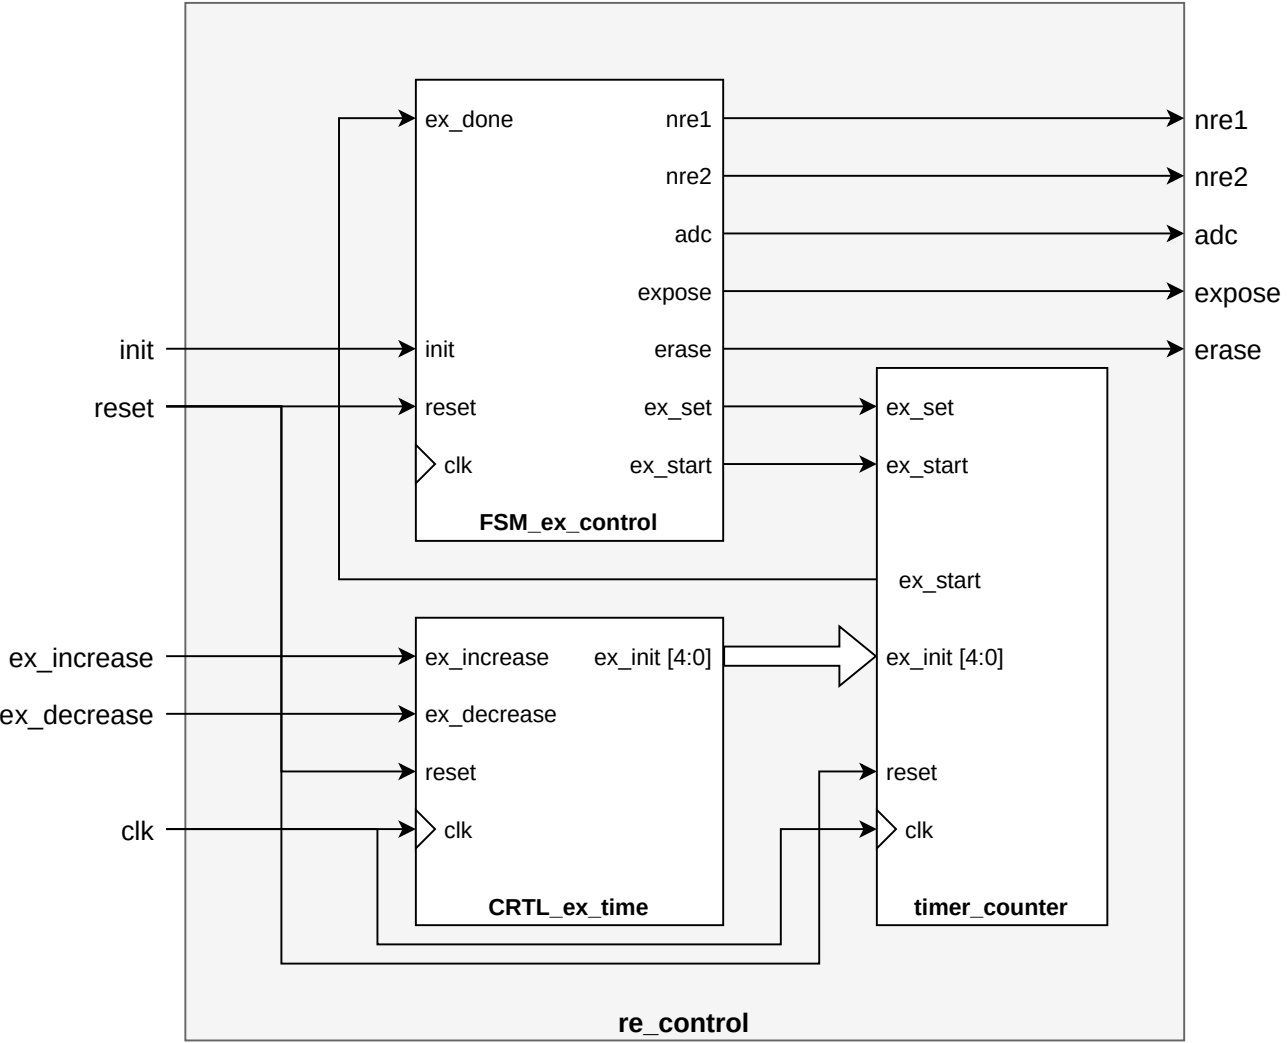 ex_done
nre1
nre1
nre2
nre2
adc
adc
expose
expose
init
init
erase
erase
reset
reset
ex_set
ex_set
clk
ex_start
ex_start
FSM_ex_control
ex_start
ex_increase
ex_increase
ex_init [4:0]
ex_init [4:0]
ex_decrease
ex_decrease
reset
reset
clk
clk
clk
CRTL_ex_time
timer_counter
re_control